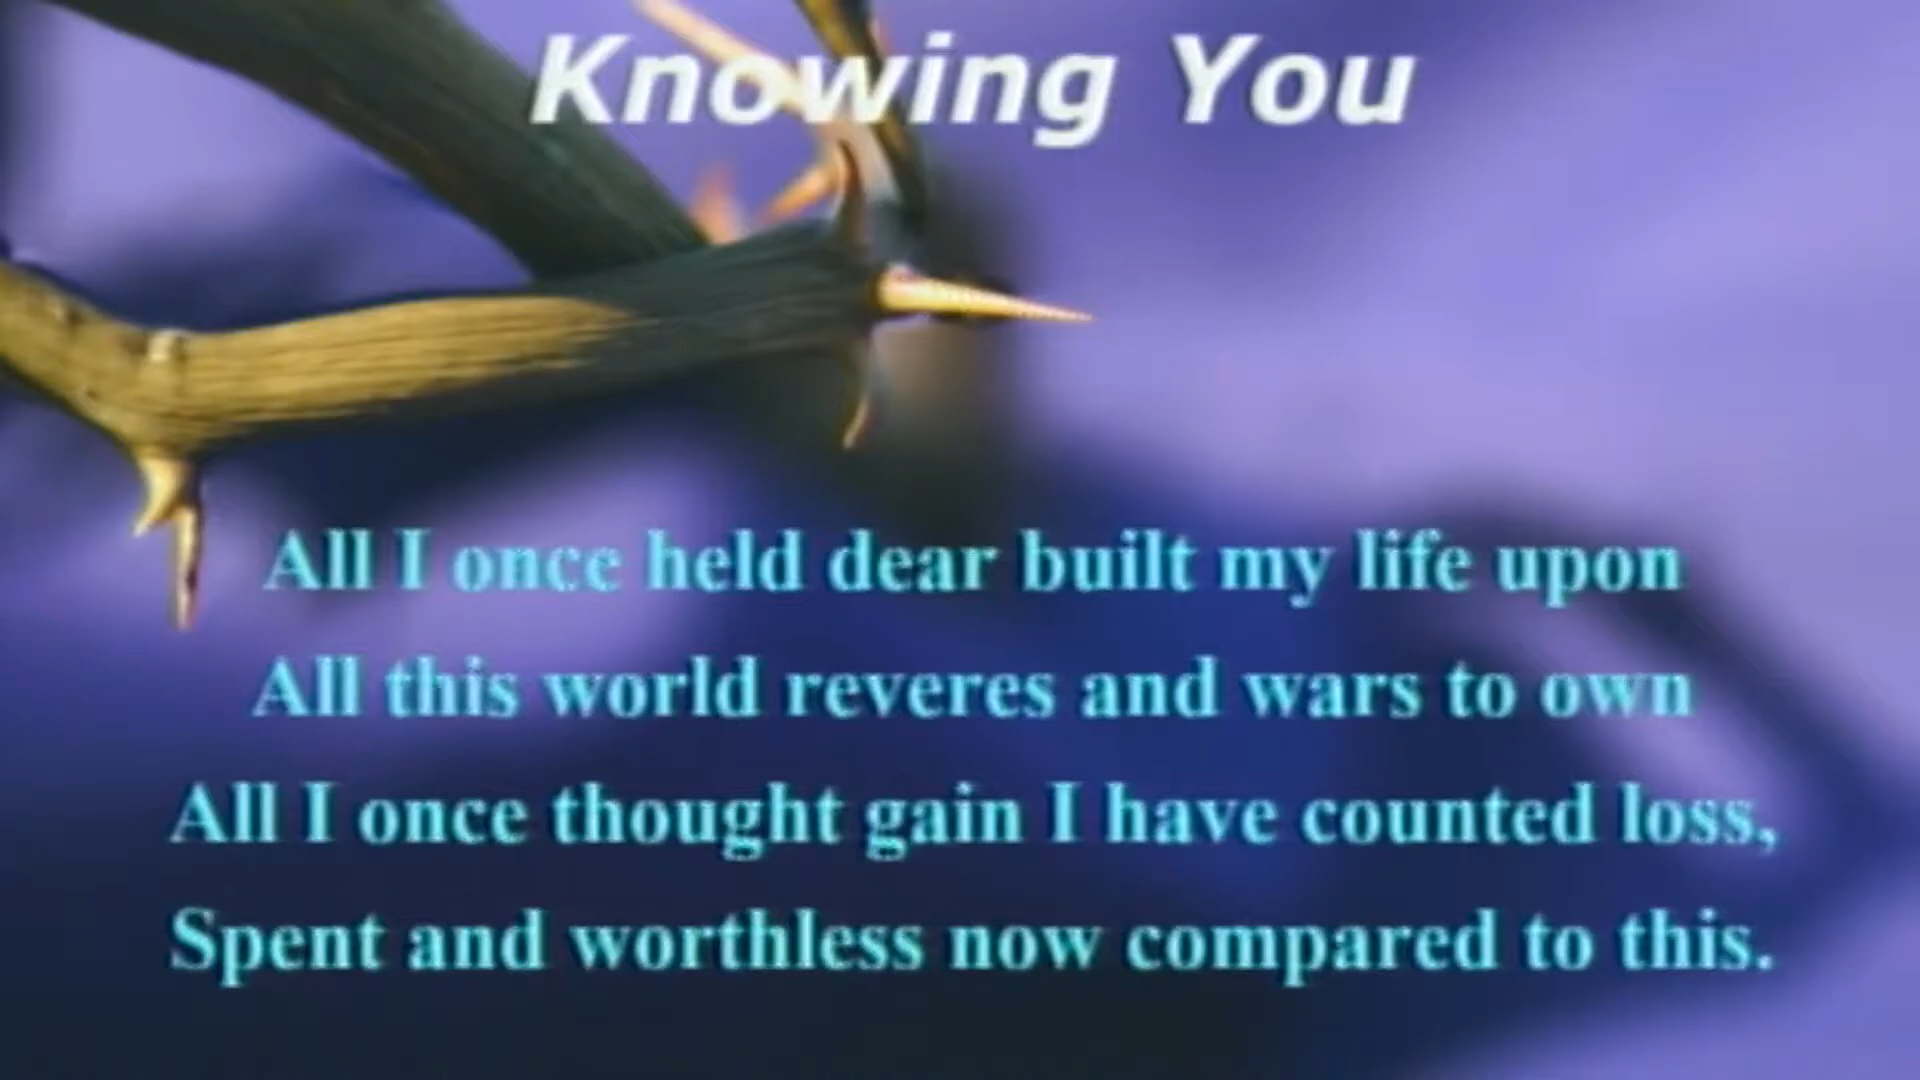 Knowing You
All I once held dear built my life upon
All this world reveres and wars to own
All I once thought gain I have counted loss,
Spent and worthless now compared to this.